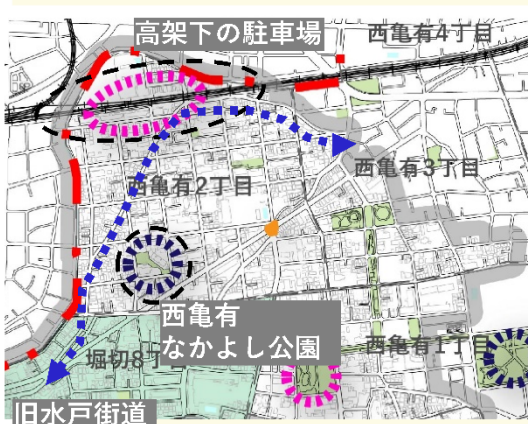 高架下の駐車場
西亀有4丁目
西亀有3丁目
西亀有2丁目
西亀有
なかよし公園
西亀有1丁目
堀切8丁目
旧水戸街道